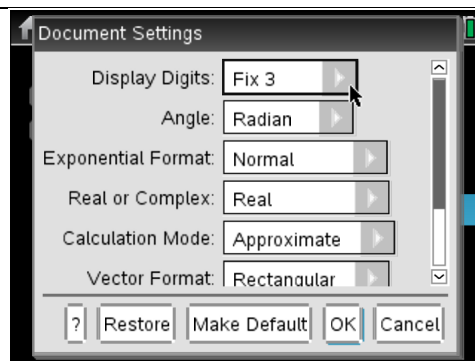 Document Settings
Display Digits: Fix 3
Angle: Radian
Exponential Format: Normal
Real or Complex: Real
Calculation Mode: Approximate
Vector Format: Rectangular
? Restore Make Default OK Cancel